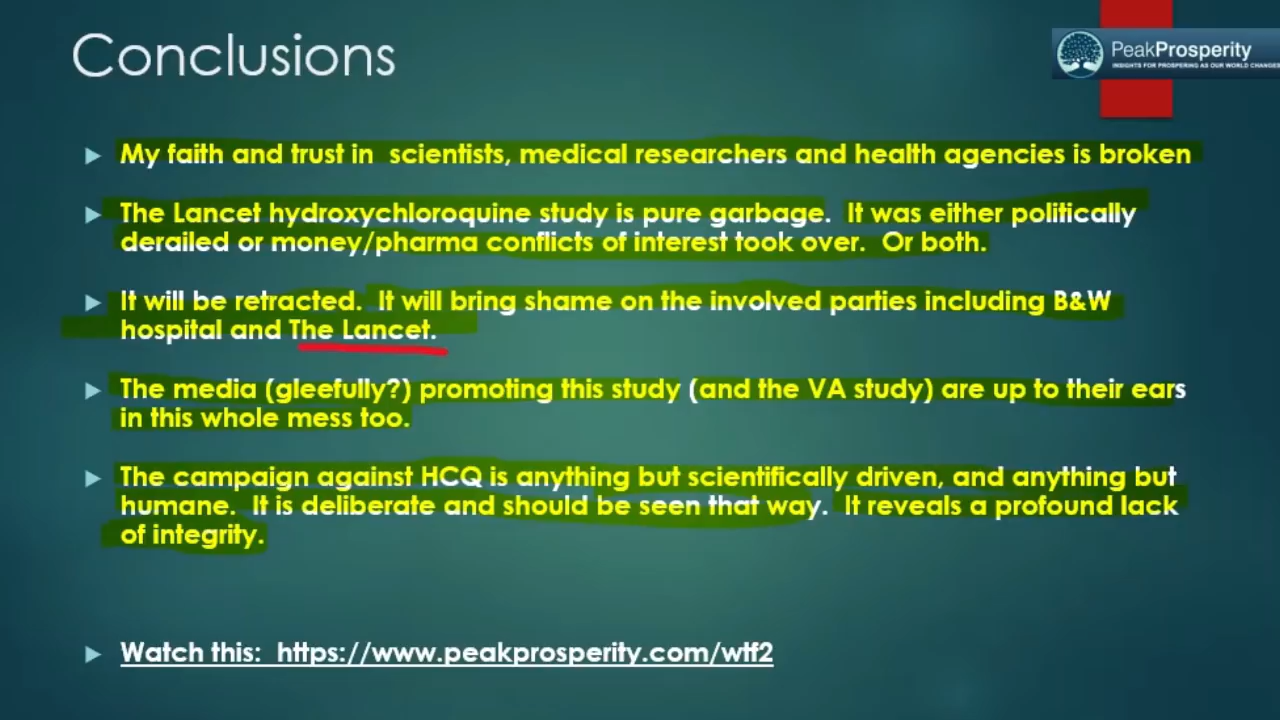 Conclusions
PeakProsperity
INSIGHTS FOR PROSPERING AS OUR WORLD CHANGES
My faith and trust in scientists, medical researchers and health agencies is broken
The Lancet hydroxychloroquine study is pure garbage. It was either politically
derailed or money/pharma conflicts of interest took over. Or both.
It will be retracted. It will bring shame on the involved parties including B&W
hospital and The Lancet.
The media (gleefully?) promoting this study (and the VA study) are up to their ears
in this whole mess too.
The campaign against HCQ is anything but scientifically driven, and anything but
humane. It is deliberate and should be seen that way. It reveals a profound lack
of integrity.
Watch this: https://www.peakprosperity.com/wtf2